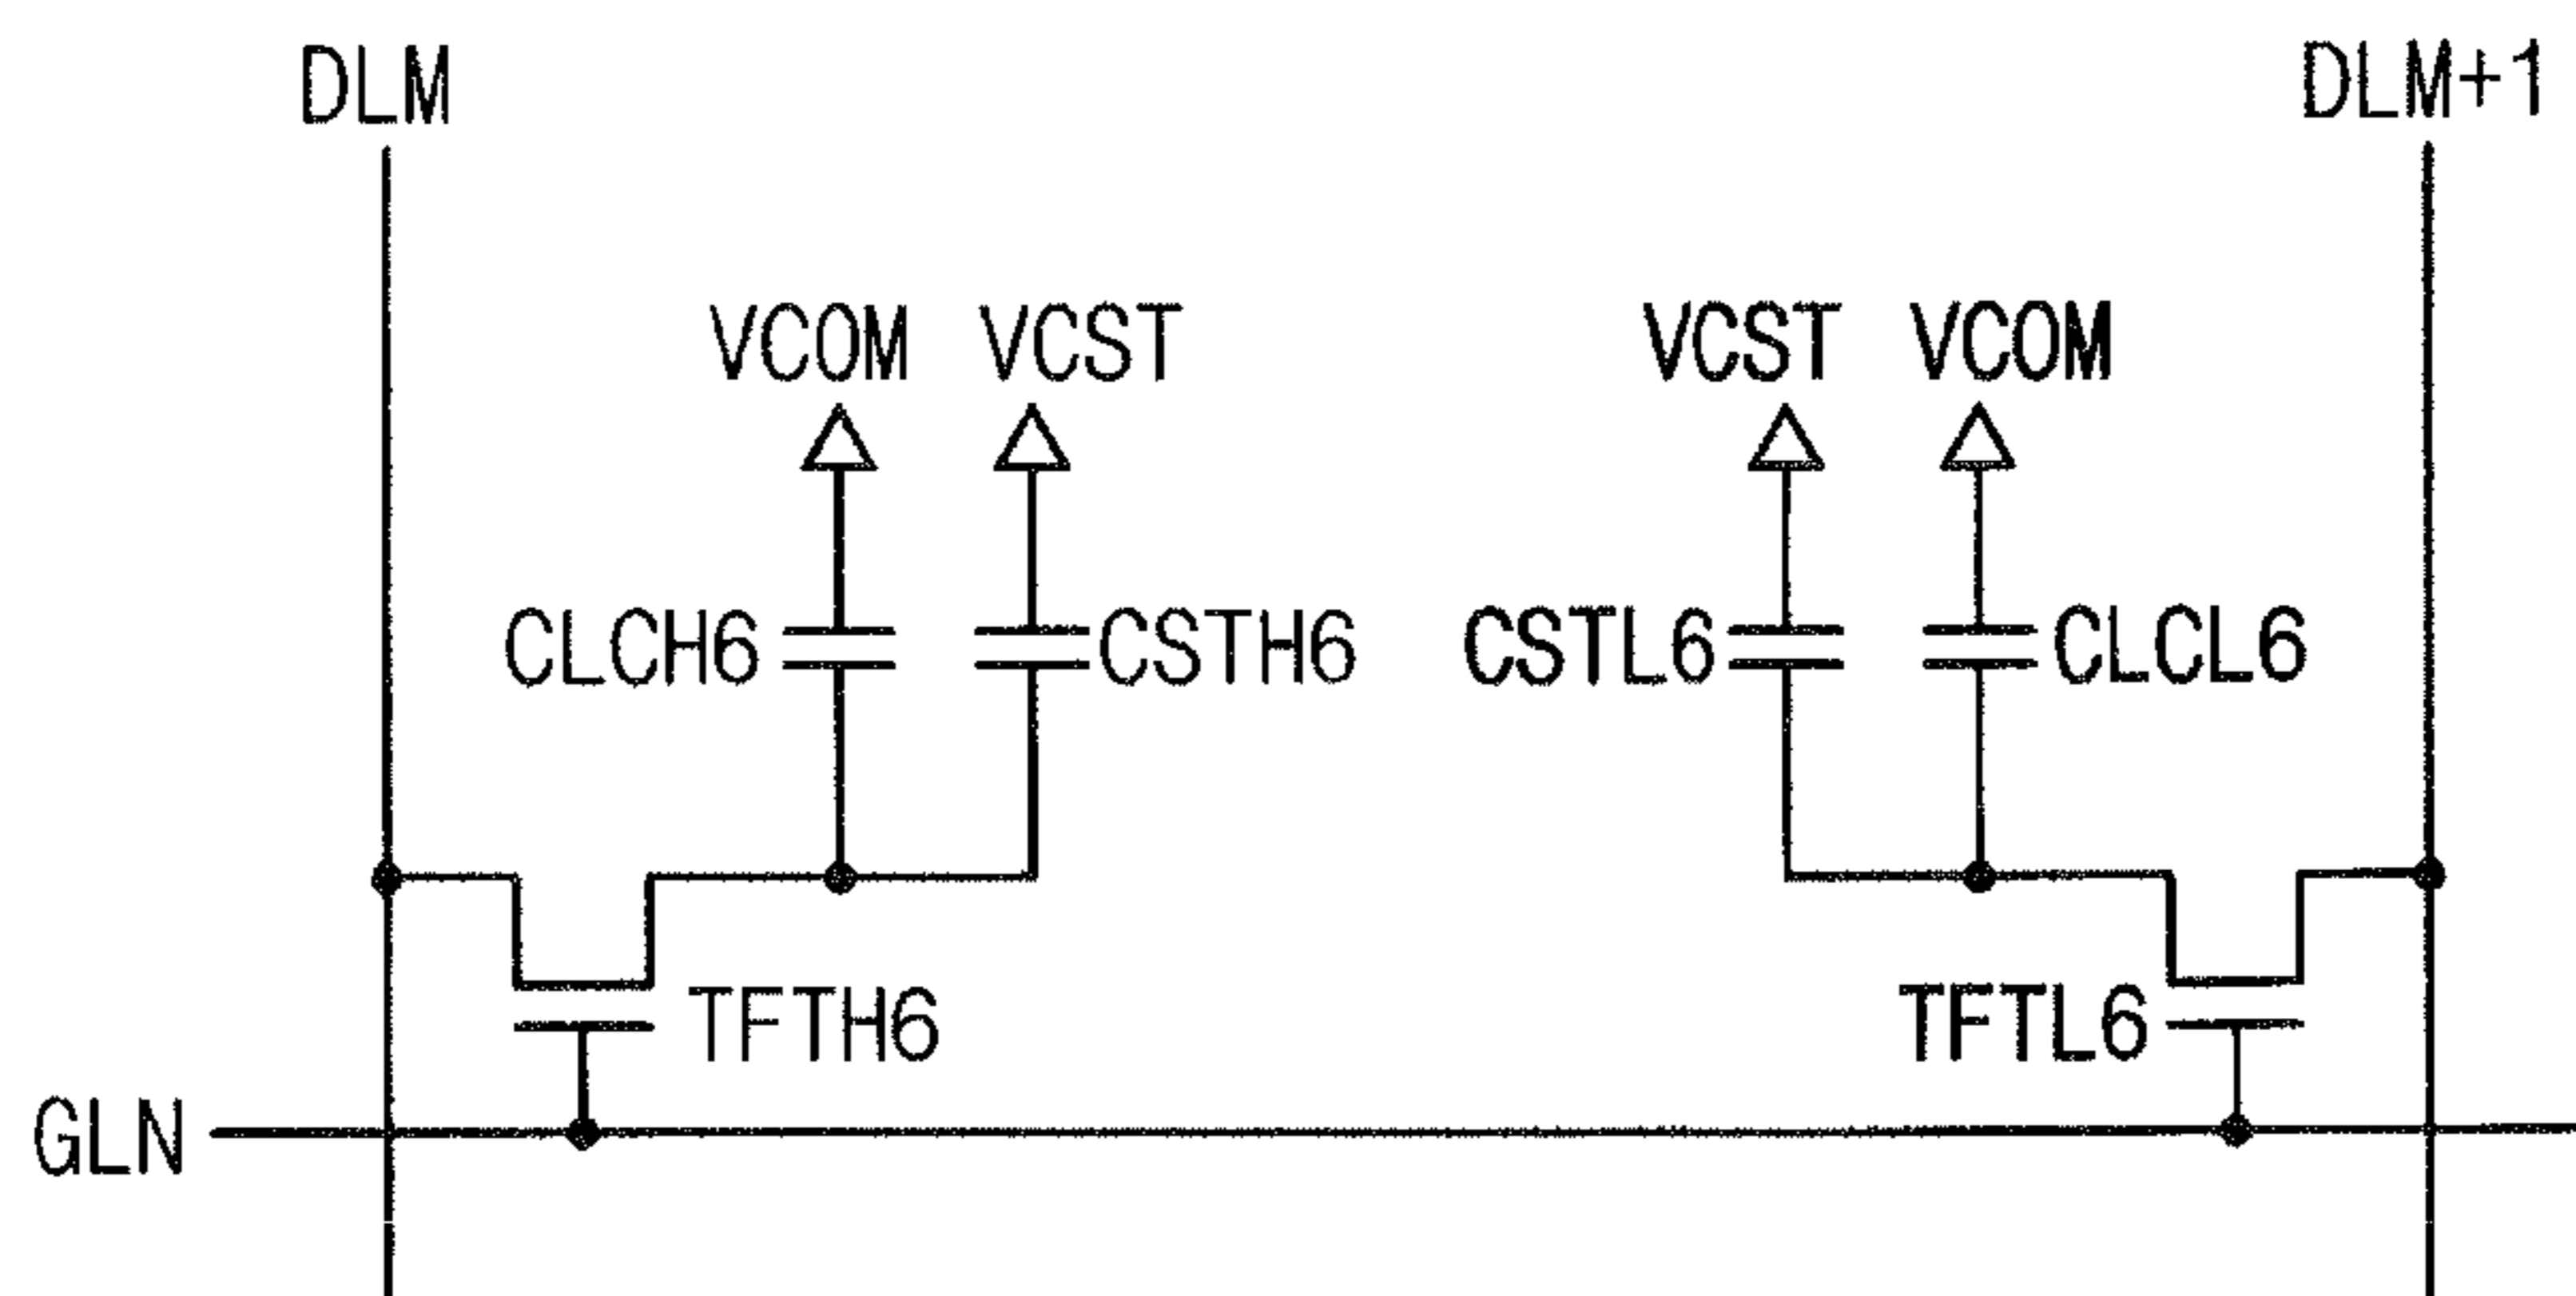 DLM DLM+1
VCOM VCST VCST VCOM
CLCH6 CSTH6 CSTL6 CLCL6
TFTH6 TFTL6
GLN